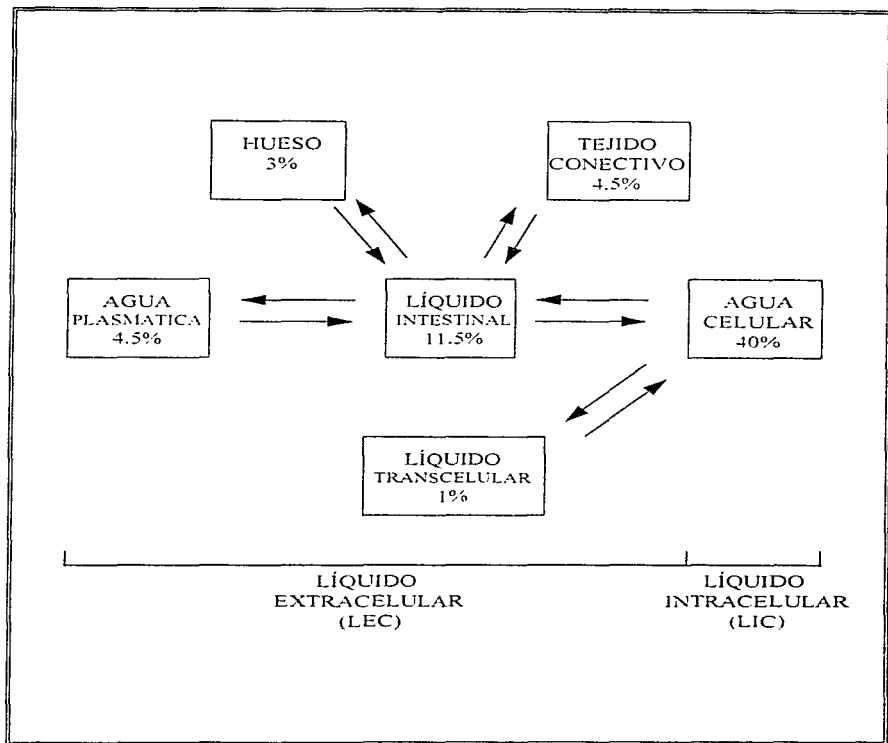 HUESO
3%
TEJIDO
CONECTIVO
4.5%
AGUA
PLASMATICA
4.5%
LÍQUIDO
INTESTINAL
11.5%
AGUA
CELULAR
40%
LÍQUIDO
TRANSCELULAR
1%
LÍQUIDO
EXTRACELULAR
(LEC)
LÍQUIDO
INTRACELULAR
(LIC)